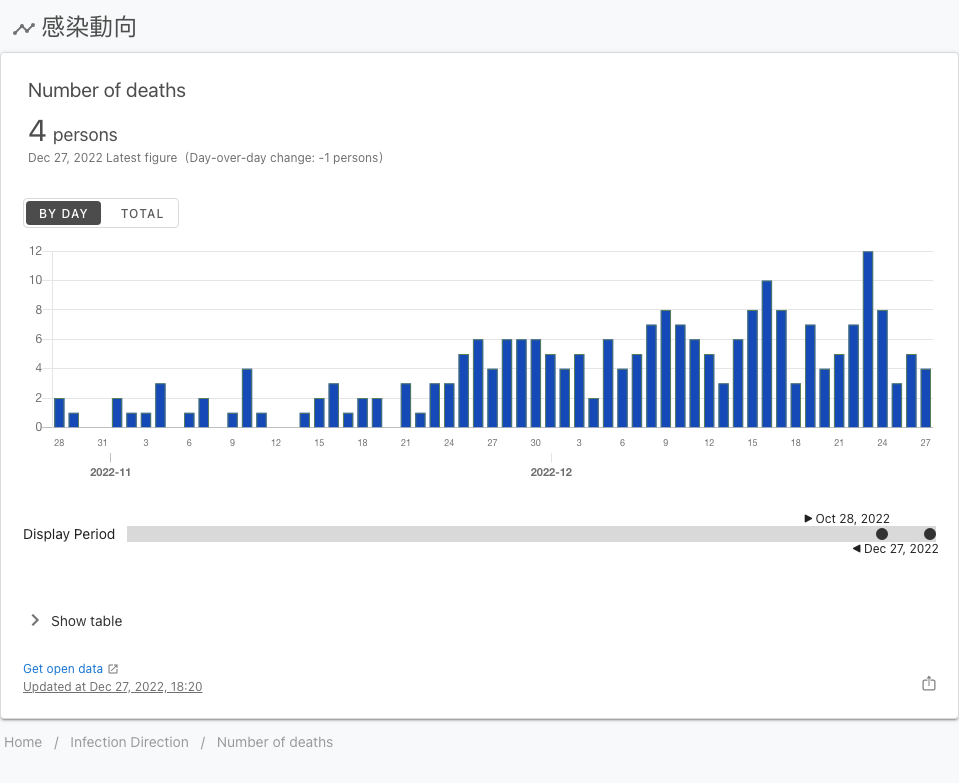 感染動向
Number of deaths
4 persons
Dec 27, 2022 Latest figure (Day-over-day change: -1 persons)
BY DAY TOTAL
12
10
8
6
4
2
0
28 31 3 6 9 12 15 18 21 24 27 30 3 6 9 12 15 18 21 24 27
2022-11 2022-12
Oct 28, 2022
Display Period
Dec 27, 2022
Show table
Get open data
Updated at Dec 27, 2022, 18:20
Home / Infection Direction / Number of deaths